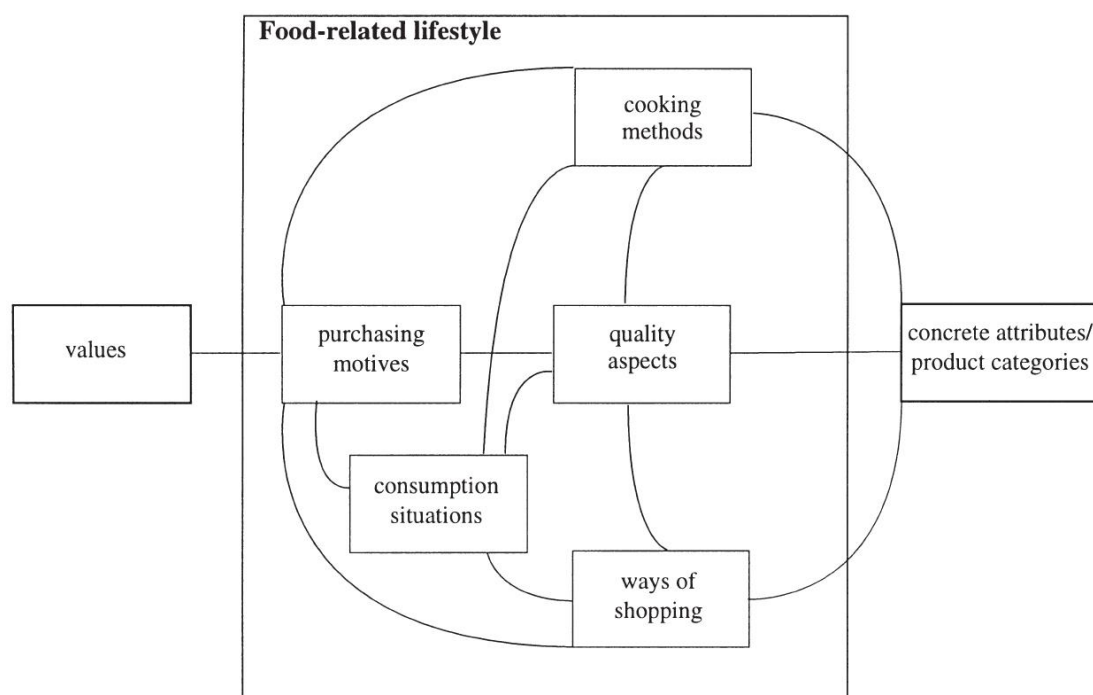 Food-related lifestyle
cooking
methods
values
purchasing
motives
quality
aspects
concrete attributes/
product categories
consumption
situations
ways of
shopping